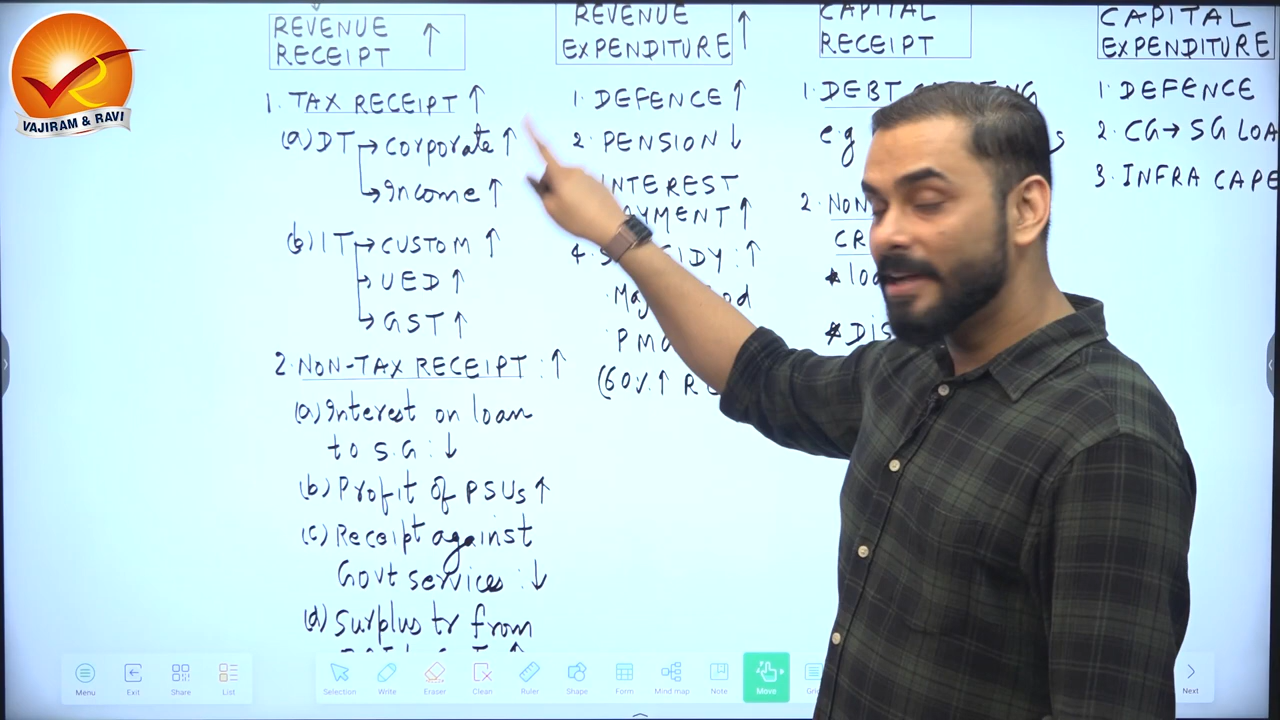 VAJIRAM & RAVI
REVENUE
RECEIPT ↑
1. TAX RECEIPT ↑
(a) DT → Corporate ↑
→ Income ↑
(b) IT → CUSTOM ↑
→ UED ↑
→ GST ↑
2. NON-TAX RECEIPT : ↑
(a) Interest on loan
to S.G : ↓
(b) Profit of PSUs ↑
(c) Receipt against
Govt services : ↓
(d) Surplus tr from
REVENUE
EXPENDITURE ↑
1. DEFENCE ↑
2. PENSION ↓
INTEREST
↑
4.
: ↑
(60% ↑
CAPITAL
RECEIPT
1. DEBT
e.g
2. NON
CAPITAL
EXPENDITURE
1. DEFENCE
2. CG → SG
3. INFRA
Menu
Exit
Share
List
Selection
Write
Eraser
Clean
Ruler
Shape
Form
Mind map
Note
Move
Next